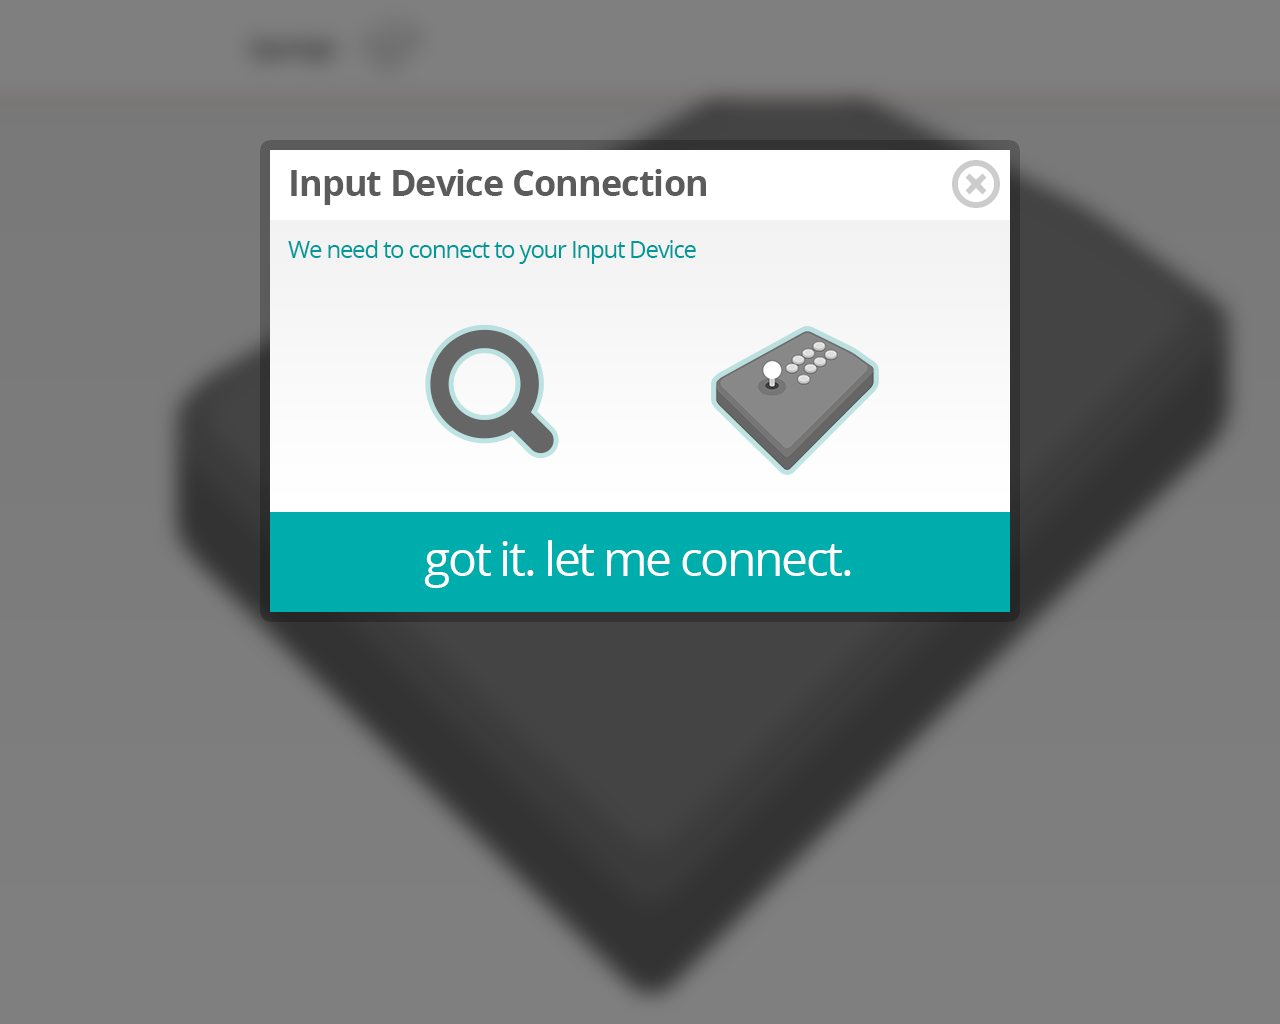 Input Device Connection
We need to connect to your Input Device
got it. let me connect.